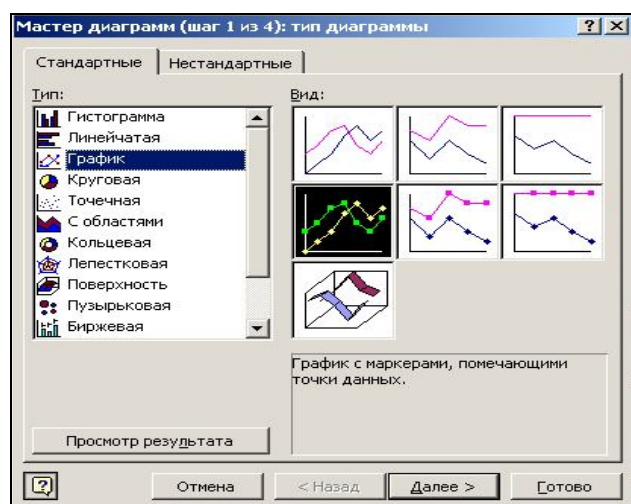 Мастер диаграмм (шаг 1 из 4): тип диаграммы
Стандартные
Нестандартные
Тип:
Гистограмма
Линейчатая
График
Круговая
Точечная
С областями
Кольцевая
Лепестковая
Поверхность
Пузырьковая
Биржевая
Вид:
График с маркерами, помечающими
точки данных.
Просмотр результата
Отмена
< Назад
Далее >
Готово